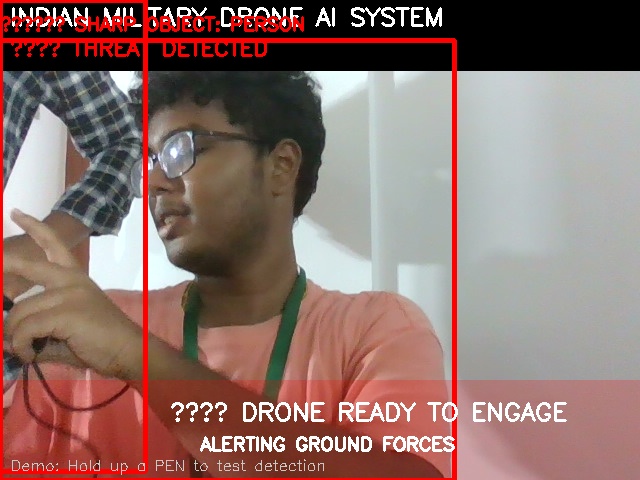 INDIAN MILITARY DRONE AI SYSTEM
?????? SHARP OBJECT: PERSON
???? THREAT DETECTED
???? DRONE READY TO ENGAGE
ALERTING GROUND FORCES
Demo: Hold up a PEN to test detection